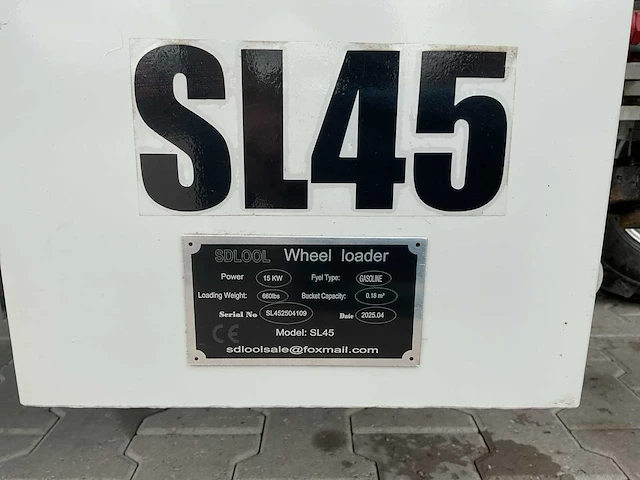 SL45
SDLOOL Wheel loader
Power 15 KW Fyel Type: GASOLINE
Loading Weight: 660lbs Bucket Capacity: 0.18 m³
Serial No SL452504109 Date 2025.04
CE Model: SL45
sdloolsale@foxmail.com